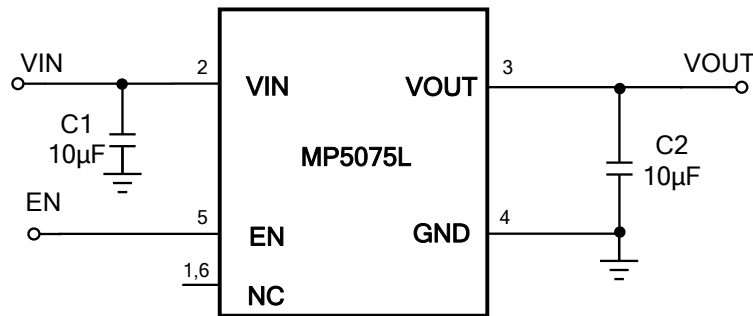 VIN
2
VIN
VOUT
3
VOUT
C1
10µF
MP5075L
C2
10µF
EN
5
EN
GND
4
1,6
NC